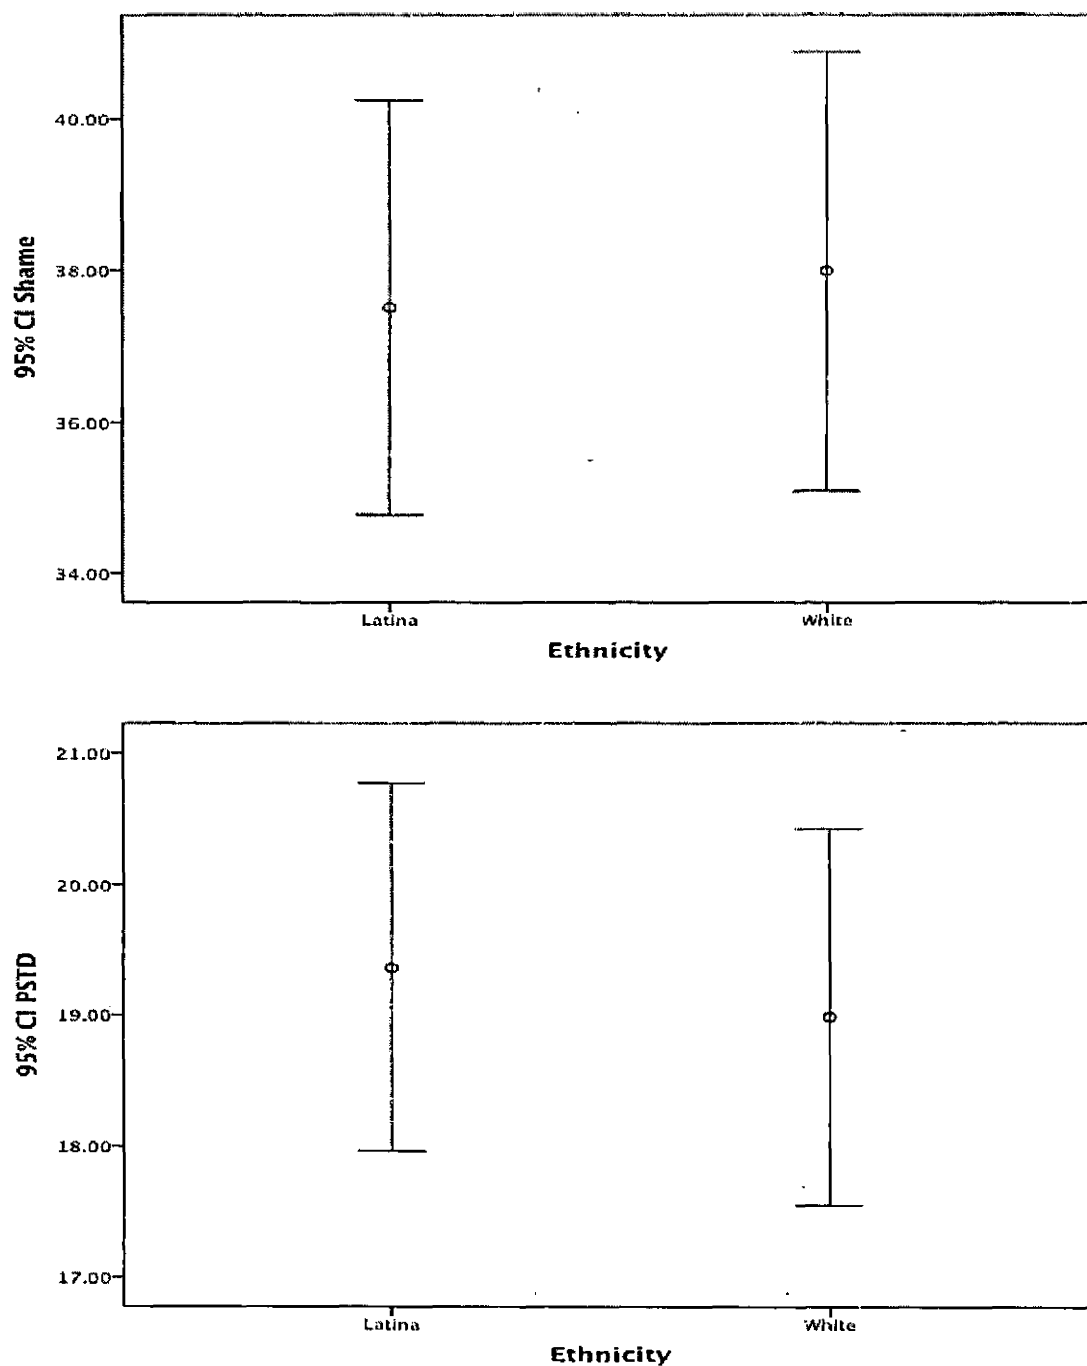 95% CI Shame
40.00
38.00
36.00
34.00
Latina White
Ethnicity
95% CI PSTD
21.00
20.00
19.00
18.00
17.00
Latina White
Ethnicity